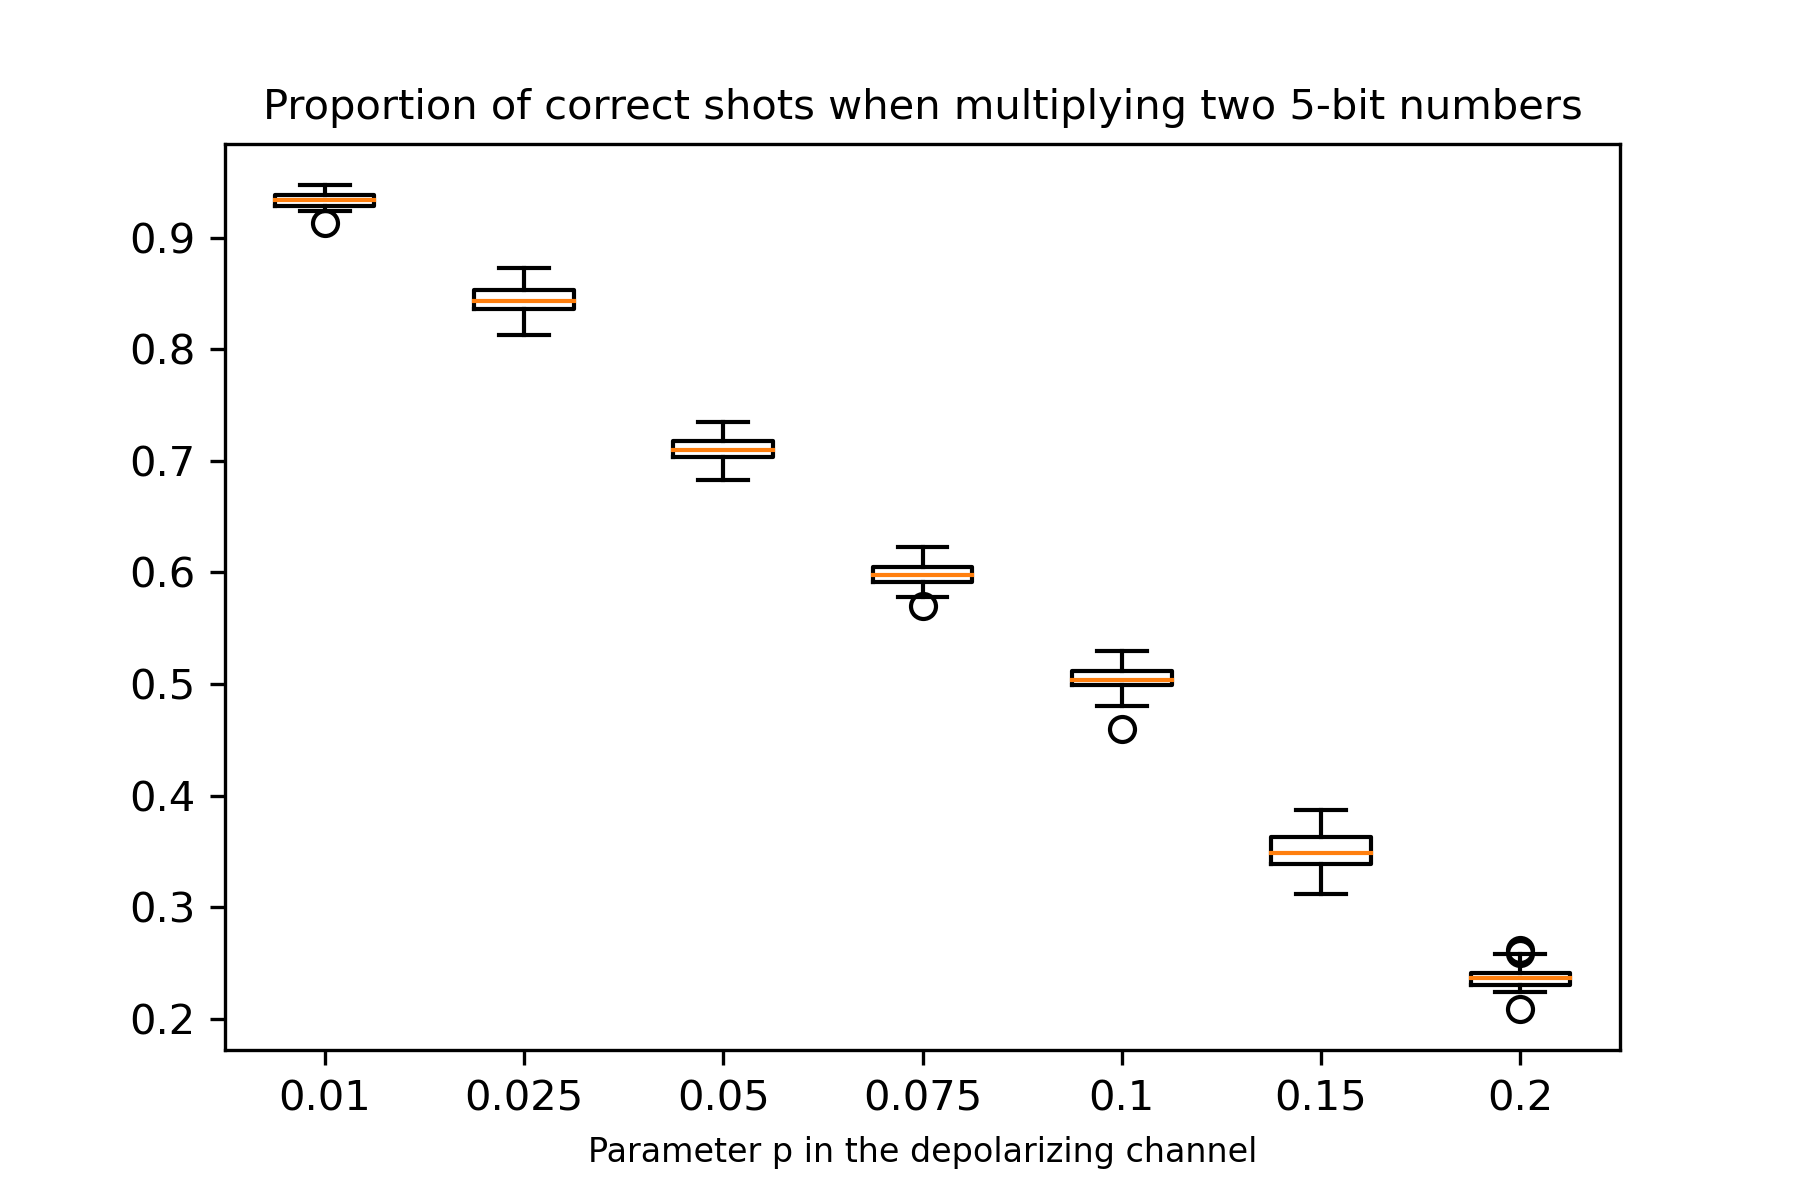 Proportion of correct shots when multiplying two 5-bit numbers
0.9
0.8
0.7
0.6
0.5
0.4
0.3
0.2
0.01 0.025 0.05 0.075 0.1 0.15 0.2
Parameter p in the depolarizing channel